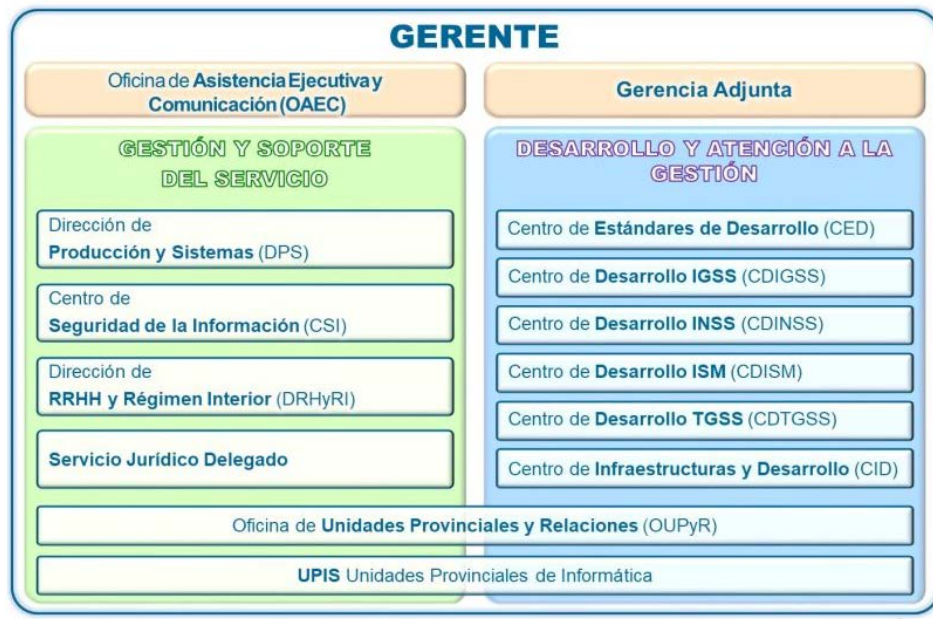 GERENTE
Oficina de Asistencia Ejecutiva y
Comunicación (OAEC)
Gerencia Adjunta
GESTIÓN Y SOPORTE
DEL SERVICIO
Dirección de
Producción y Sistemas (DPS)
Centro de
Seguridad de la Información (CSI)
Dirección de
RRHH y Régimen Interior (DRHyRI)
Servicio Jurídico Delegado
DESARROLLO Y ATENCIÓN A LA
GESTIÓN
Centro de Estándares de Desarrollo (CED)
Centro de Desarrollo IGSS (CDIGSS)
Centro de Desarrollo INSS (CDINSS)
Centro de Desarrollo ISM (CDISM)
Centro de Desarrollo TGSS (CDTGSS)
Centro de Infraestructuras y Desarrollo (CID)
Oficina de Unidades Provinciales y Relaciones (OUPyR)
UPIS Unidades Provinciales de Informática